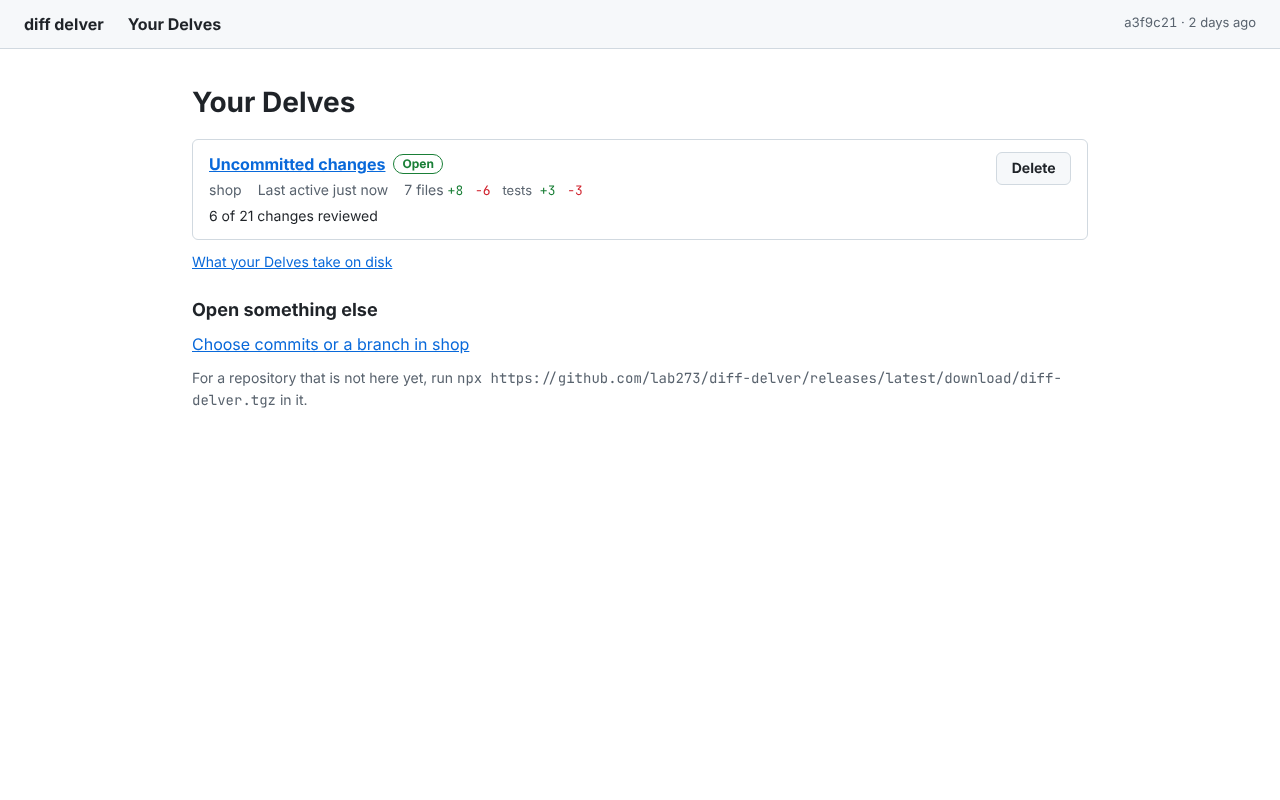 diff delver Your Delves a3f9c21 · 2 days ago
Your Delves
Uncommitted changes Open Delete
shop Last active just now 7 files +8 -6 tests +3 -3
6 of 21 changes reviewed
What your Delves take on disk
Open something else
Choose commits or a branch in shop
For a repository that is not here yet, run npx https://github.com/lab273/diff-delver/releases/latest/download/diff-
delver.tgz in it.